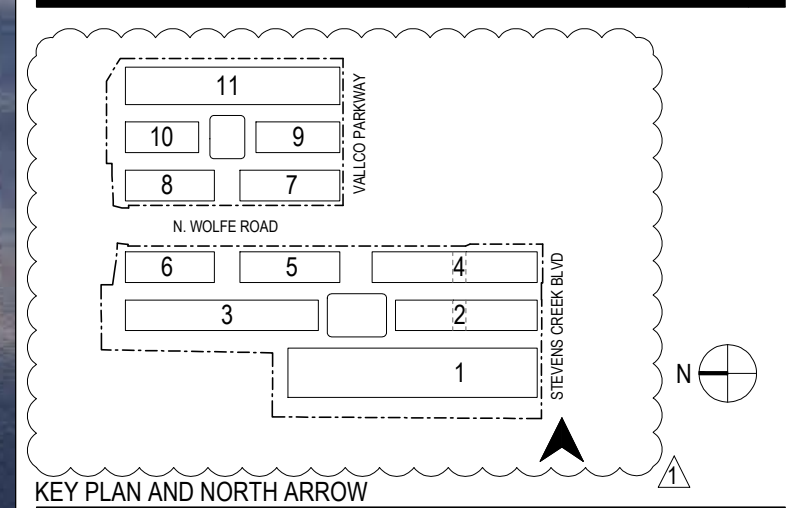 11
VALLCO PARKWAY
10
9
8
7
N. WOLFE ROAD
6
5
4
STEVENS CREEK BLVD
3
2
1
N
1
KEY PLAN AND NORTH ARROW